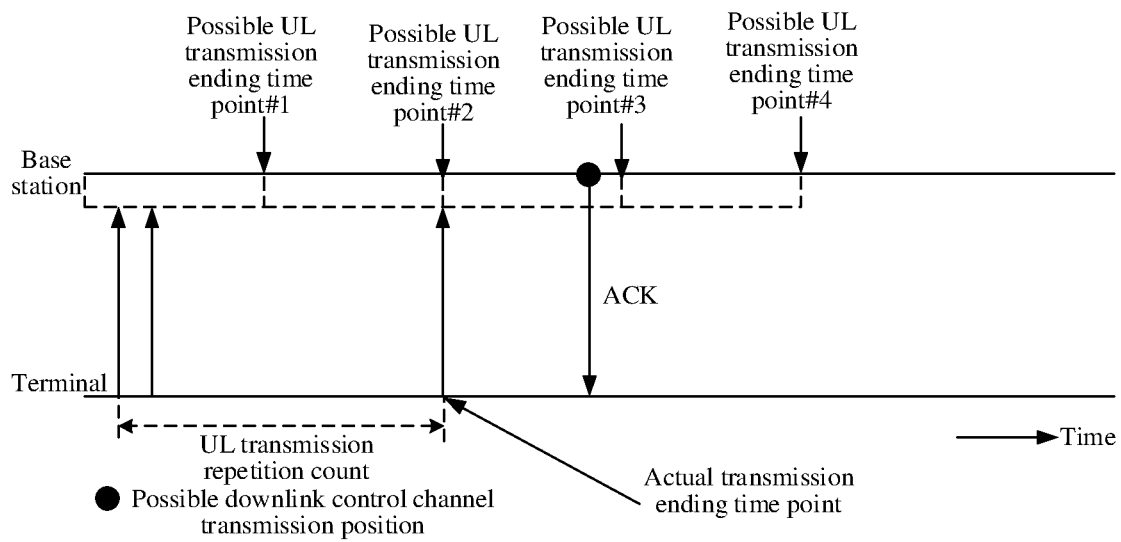 Possible UL
transmission
ending time
point#1
Possible UL
transmission
ending time
point#2
Possible UL
transmission
ending time
point#3
Possible UL
transmission
ending time
point#4
Base
station
ACK
Terminal
UL transmission
repetition count
Time
Actual transmission
ending time point
Possible downlink control channel
transmission position